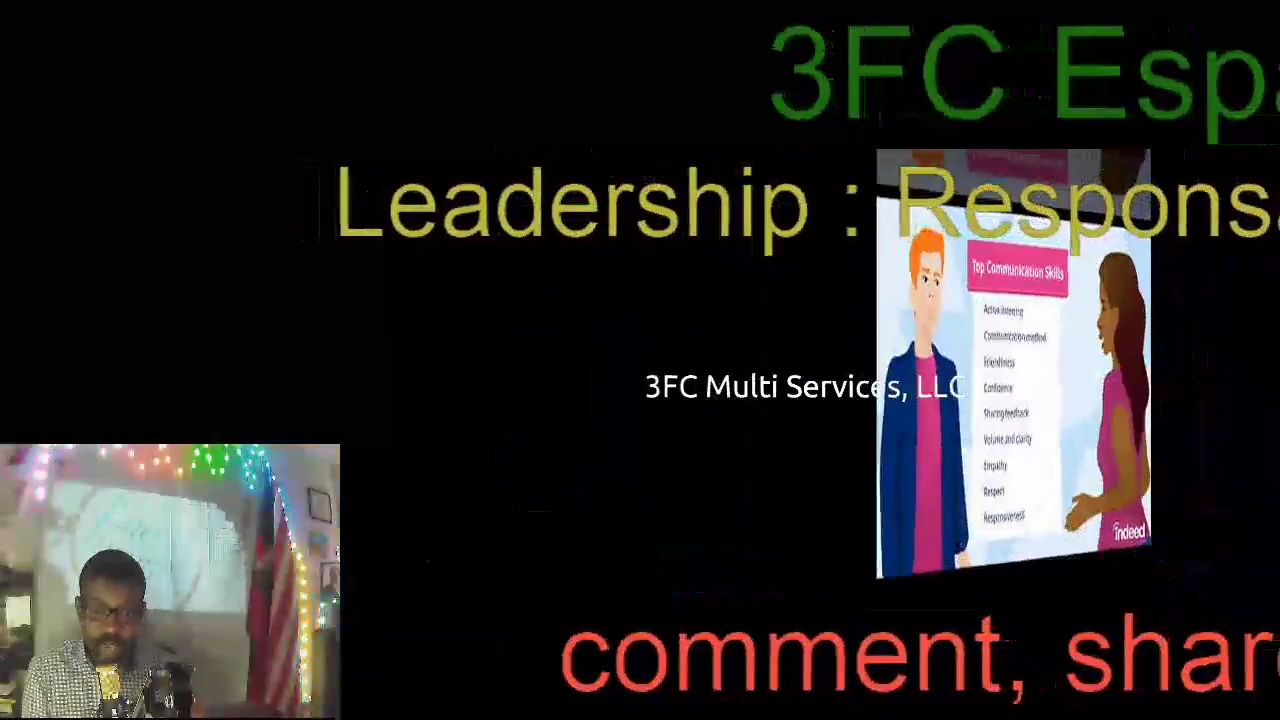 3FC Espa
Leadership : Responsa
Top Communication Skills
Active listening
Communication method
Friendliness
3FC Multi Services, LLC
Confidence
Sharing feedback
Volume and clarity
Empathy
Respect
Responsiveness
indeed
comment, share